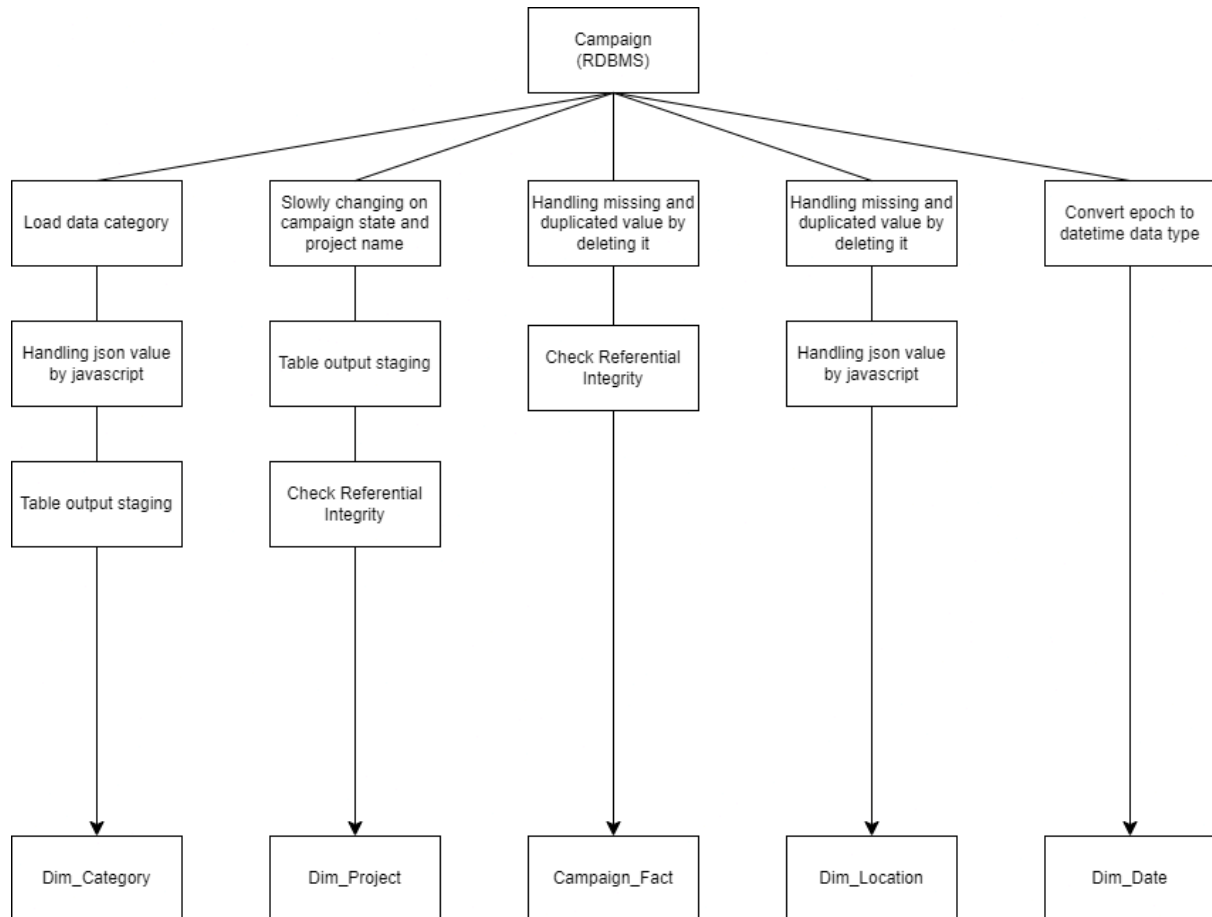 Campaign
(RDBMS)
Load data category
Slowly changing on
campaign state and
project name
Handling missing and
duplicated value by
deleting it
Handling missing and
duplicated value by
deleting it
Convert epoch to
datetime data type
Handling json value
by javascript
Table output staging
Check Referential
Integrity
Handling json value
by javascript
Table output staging
Check Referential
Integrity
Dim_Category
Dim_Project
Campaign_Fact
Dim_Location
Dim_Date